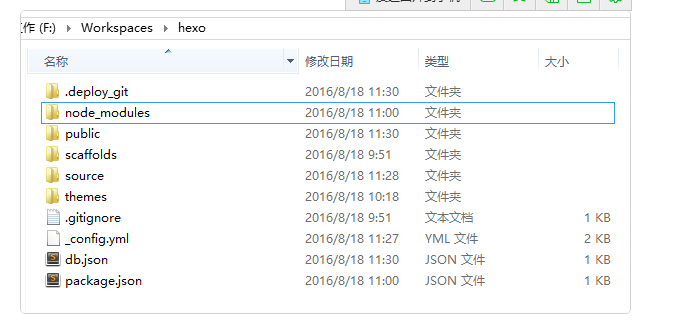 作 (F:) Workspaces hexo
名称 修改日期 类型 大小
.deploy_git 2016/8/18 11:30 文件夹
node_modules 2016/8/18 11:00 文件夹
public 2016/8/18 11:30 文件夹
scaffolds 2016/8/18 9:51 文件夹
source 2016/8/18 11:28 文件夹
themes 2016/8/18 10:18 文件夹
.gitignore 2016/8/18 9:51 文本文档 1 KB
_config.yml 2016/8/18 11:27 YML 文件 2 KB
db.json 2016/8/18 11:30 JSON 文件 1 KB
package.json 2016/8/18 11:00 JSON 文件 1 KB